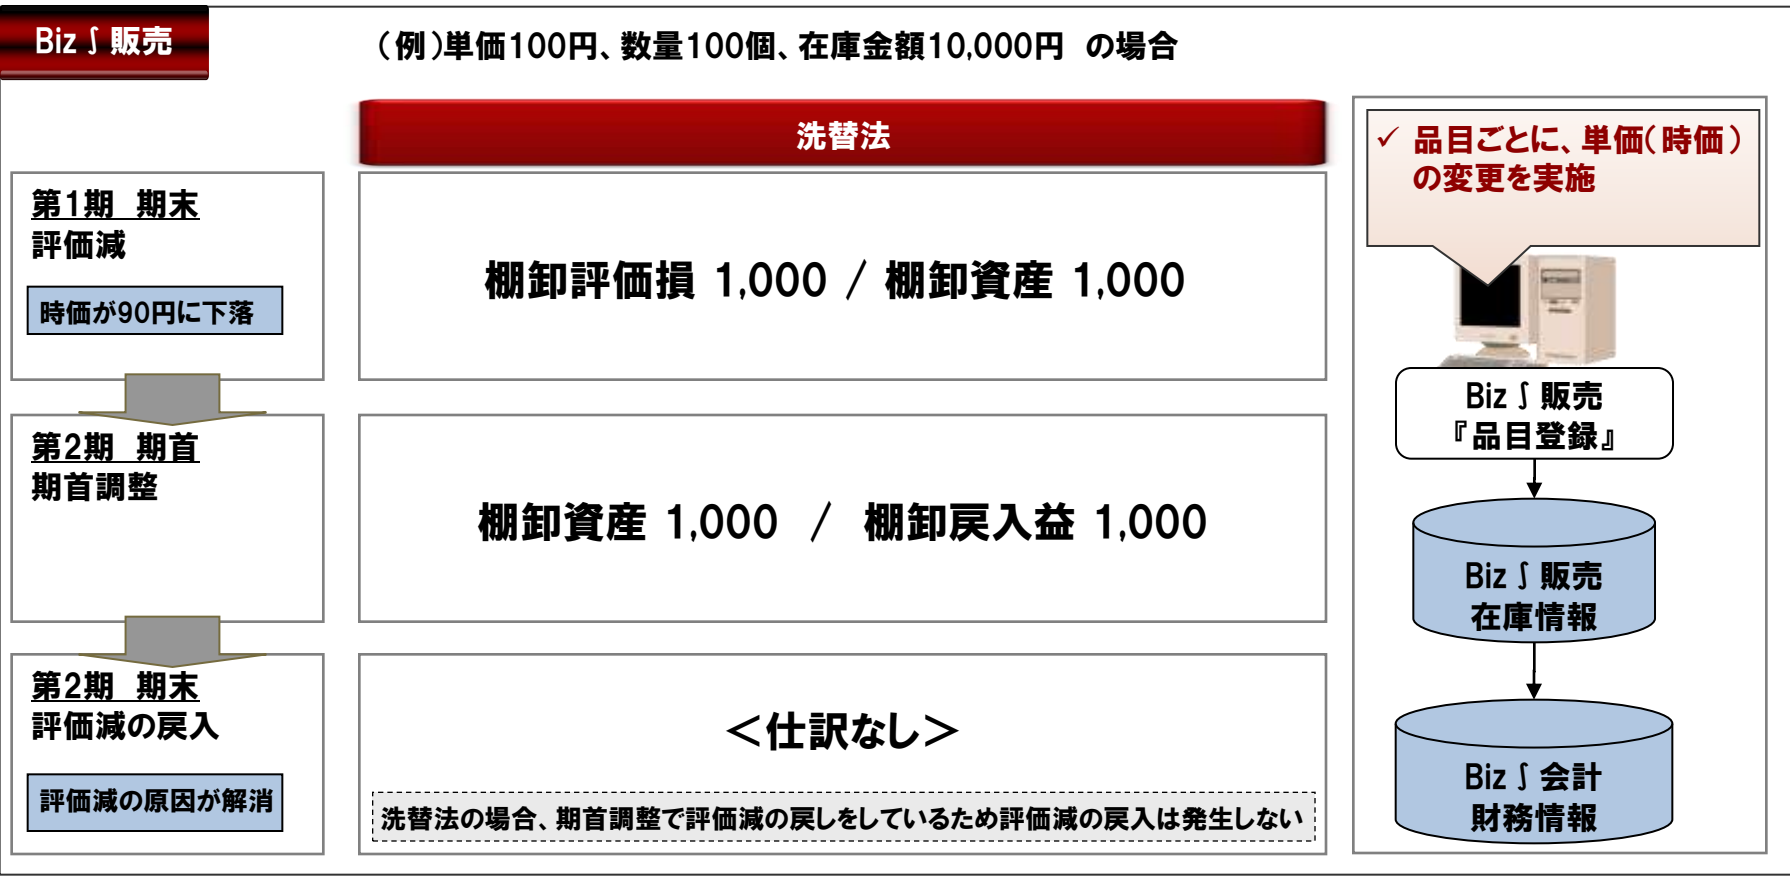 Biz∫販売
(例)単価100円、数量100個、在庫金額10,000円 の場合
洗替法
第1期 期末
評価減
時価が90円に下落
棚卸評価損 1,000 / 棚卸資産 1,000
第2期 期首
期首調整
棚卸資産 1,000 / 棚卸戻入益 1,000
第2期 期末
評価減の戻入
評価減の原因が解消
＜仕訳なし＞
洗替法の場合、期首調整で評価減の戻しをしているため評価減の戻入は発生しない
✓ 品目ごとに、単価(時価)
の変更を実施
Biz∫販売
『品目登録』
Biz∫販売
在庫情報
Biz∫会計
財務情報